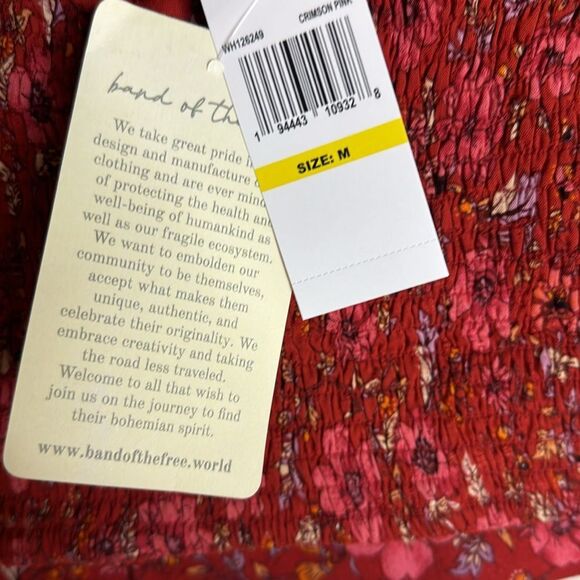 band of th
We take great pride
design and manufacture
clothing and are ever
of protecting the health
well-being of humankind as
well as our fragile ecosystem.
We want to embolden our
community to be themselves,
accept what makes them
unique, authentic, and
celebrate their originality. We
embrace creativity and taking
the road less traveled.
Welcome to all that wish to
join us on the journey to find
their bohemian spirit.
www.bandofthefree.world
WH126249
CRIMSON PINK
1 94443 10932 8
SIZE: M